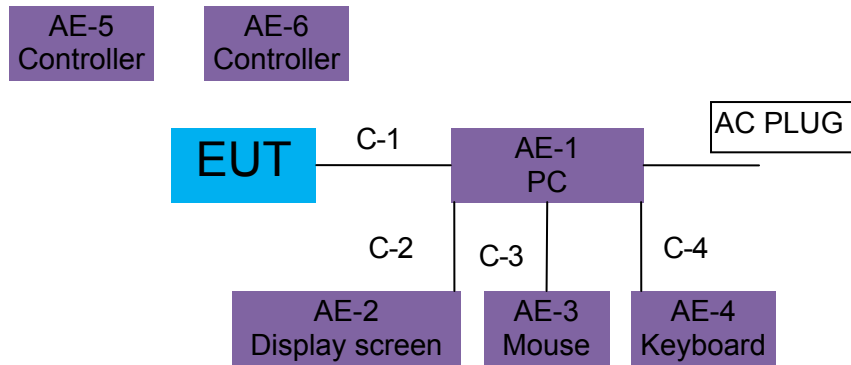 AE-5
Controller
AE-6
Controller
AC PLUG
EUT
C-1
AE-1
PC
C-2
C-3
C-4
AE-2
Display screen
AE-3
Mouse
AE-4
Keyboard